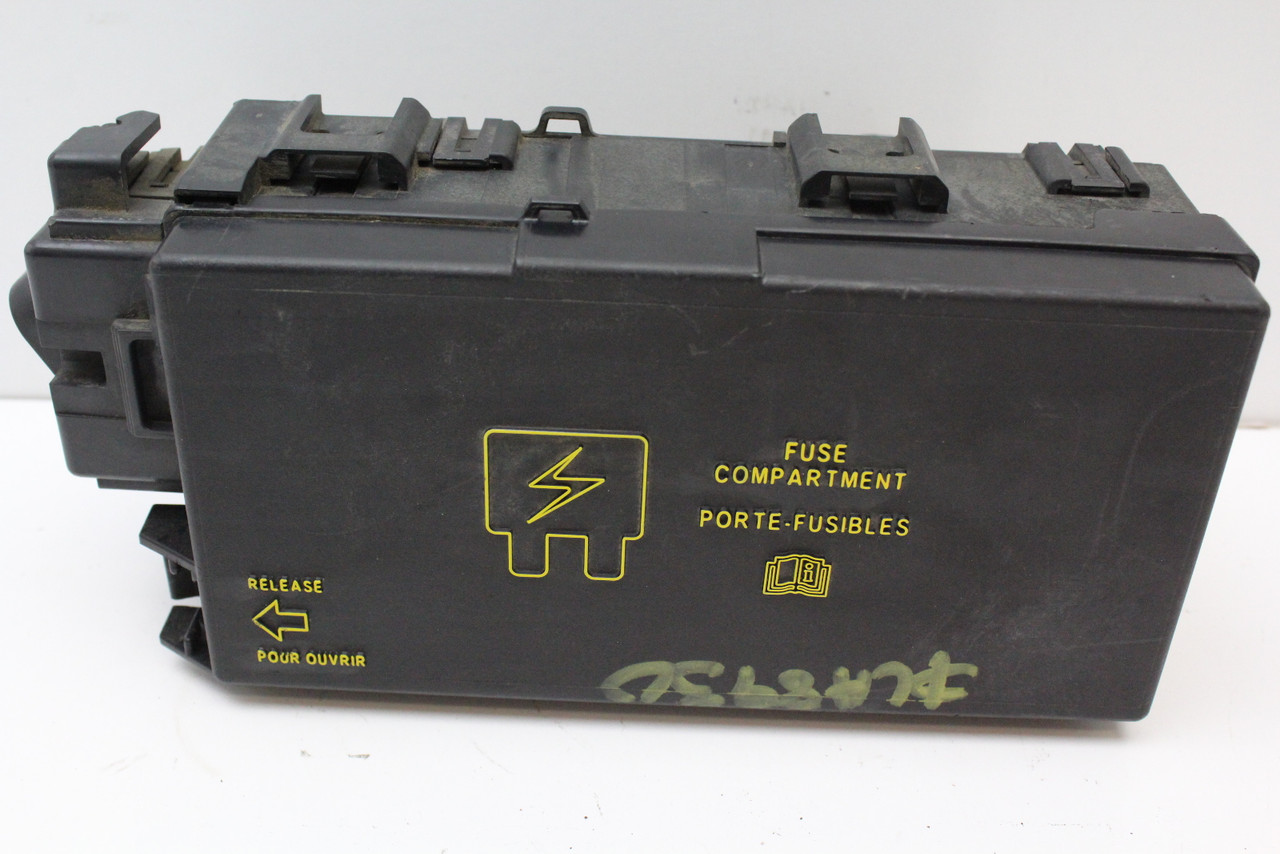 FUSE
COMPARTMENT
PORTE-FUSIBLES
i
RELEASE
POUR OUVRIR